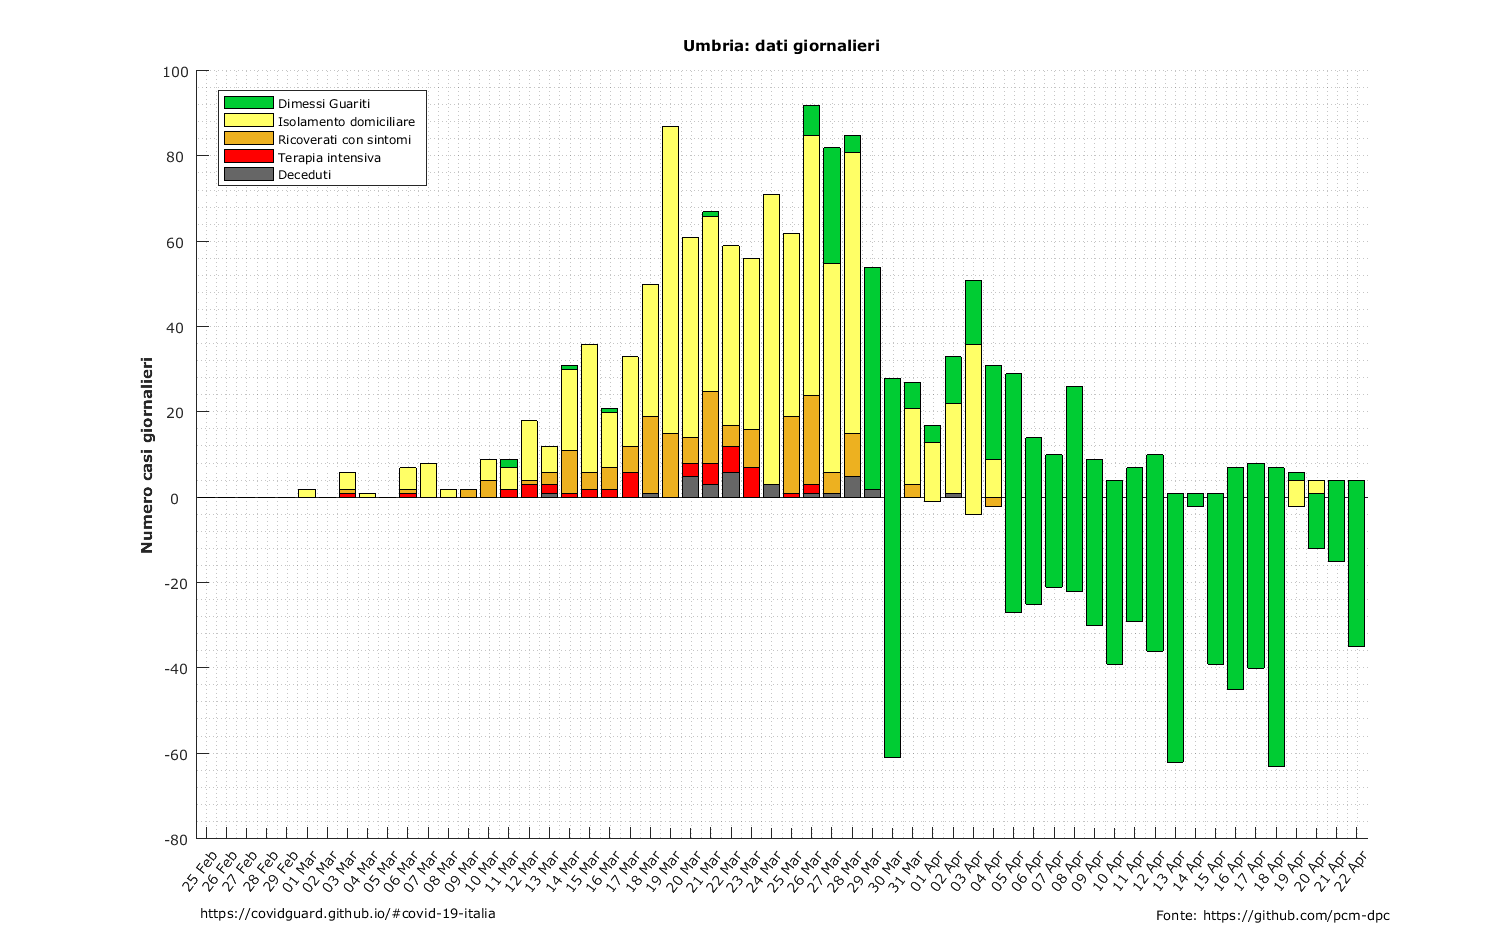 Umbria: dati giornalieri
Dimessi Guariti
Isolamento domiciliare
Ricoverati con sintomi
Terapia intensiva
Deceduti
Numero casi giornalieri
100
80
60
40
20
0
-20
-40
-60
-80
25 Feb
26 Feb
27 Feb
28 Feb
29 Feb
01 Mar
02 Mar
03 Mar
04 Mar
05 Mar
06 Mar
07 Mar
08 Mar
09 Mar
10 Mar
11 Mar
12 Mar
13 Mar
14 Mar
15 Mar
16 Mar
17 Mar
18 Mar
19 Mar
20 Mar
21 Mar
22 Mar
23 Mar
24 Mar
25 Mar
26 Mar
27 Mar
28 Mar
29 Mar
30 Mar
31 Mar
01 Apr
02 Apr
03 Apr
04 Apr
05 Apr
06 Apr
07 Apr
08 Apr
09 Apr
10 Apr
11 Apr
12 Apr
13 Apr
14 Apr
15 Apr
16 Apr
17 Apr
18 Apr
19 Apr
20 Apr
21 Apr
22 Apr
https://covidguard.github.io/#covid-19-italia
Fonte: https://github.com/pcm-dpc